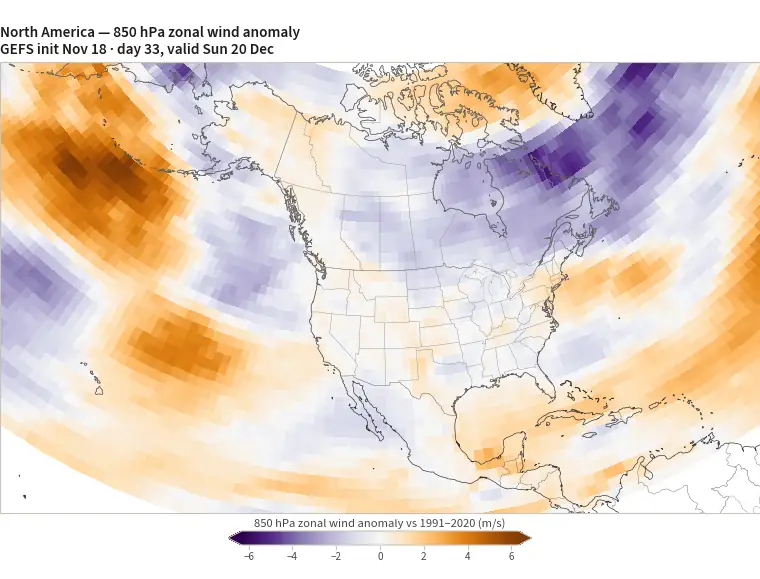 North America — 850 hPa zonal wind anomaly
GEFS init Nov 18 · day 33, valid Sun 20 Dec
850 hPa zonal wind anomaly vs 1991–2020 (m/s)
−6 −4 −2 0 2 4 6